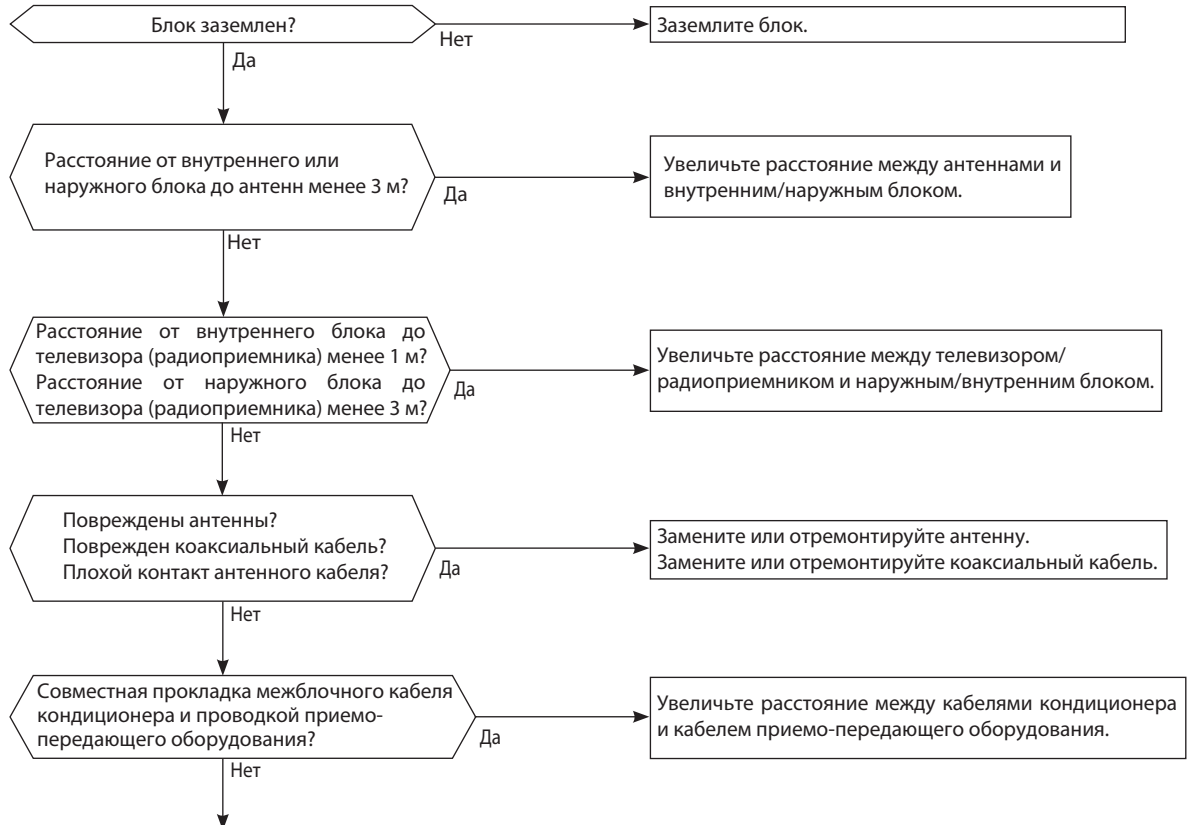 Блок заземлен?
Нет
Заземлите блок.
Да
Расстояние от внутреннего или
наружного блока до антенн менее 3 м?
Да
Увеличьте расстояние между антеннами и
внутренним/наружным блоком.
Нет
Расстояние от внутреннего блока до
телевизора (радиоприемника) менее 1 м?
Расстояние от наружного блока до
телевизора (радиоприемника) менее 3 м?
Да
Увеличьте расстояние между телевизором/
радиоприемником и наружным/внутренним блоком.
Нет
Повреждены антенны?
Поврежден коаксиальный кабель?
Плохой контакт антенного кабеля?
Да
Замените или отремонтируйте антенну.
Замените или отремонтируйте коаксиальный кабель.
Нет
Совместная прокладка межблочного кабеля
кондиционера и проводкой приемо-
передающего оборудования?
Да
Увеличьте расстояние между кабелями кондиционера
и кабелем приемо-передающего оборудования.
Нет